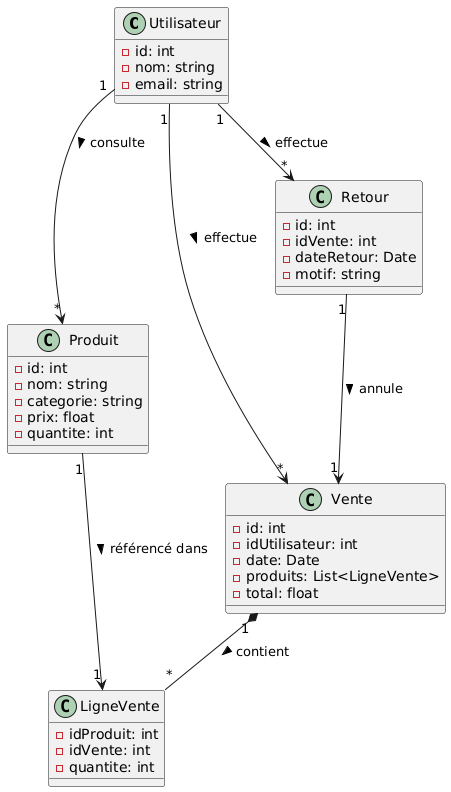 C Utilisateur
id: int
nom: string
email: string
1
1
1
consulte
effectue
effectue
*
C Retour
id: int
idVente: int
dateRetour: Date
motif: string
1
*
C Produit
id: int
nom: string
categorie: string
prix: float
quantite: int
annule
1
*
1
C Vente
id: int
idUtilisateur: int
date: Date
produits: List<LigneVente>
total: float
référencé dans
1
contient
1
*
C LigneVente
idProduit: int
idVente: int
quantite: int